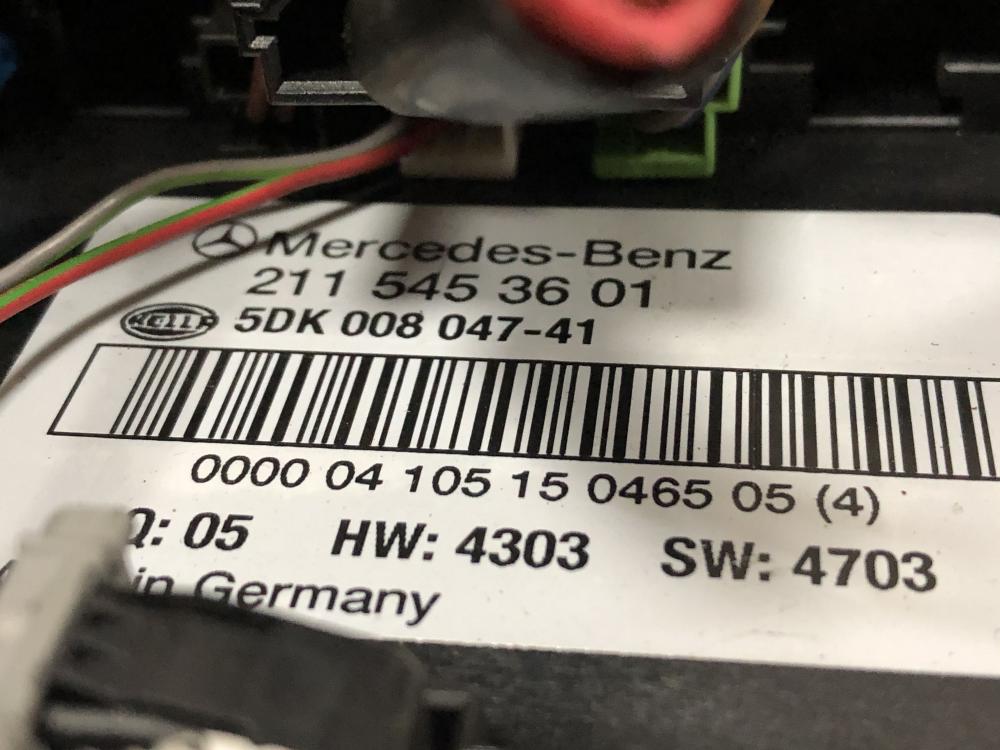 Mercedes-Benz
211 545 36 01
HELLA 5DK 008 047-41
0000 04 105 15 0465 05 (4)
Q: 05 HW: 4303 SW: 4703
in Germany